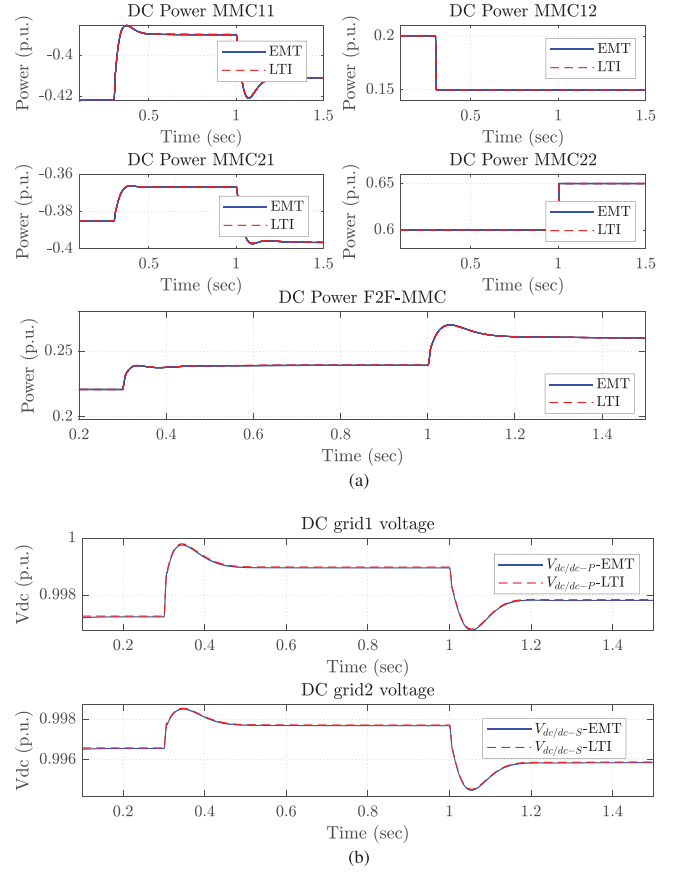 DC Power MMC11
DC Power MMC12
Power (p.u.)
-0.4
-0.42
EMT
LTI
0.5
1
1.5
Time (sec)
Power (p.u.)
0.2
0.15
EMT
LTI
0.5
1
1.5
Time (sec)
DC Power MMC21
DC Power MMC22
Power (p.u.)
-0.36
-0.38
-0.4
EMT
LTI
0.5
1
1.5
Time (sec)
Power (p.u.)
0.65
0.6
EMT
LTI
0.5
1
1.5
Time (sec)
DC Power F2F-MMC
Power (p.u.)
0.25
0.2
EMT
LTI
0.2
0.4
0.6
0.8
1
1.2
1.4
Time (sec)
(a)
DC grid1 voltage
Vdc (p.u.)
1
0.998
V_{dc/dc-P}-EMT
V_{dc/dc-P}-LTI
0.2
0.4
0.6
0.8
1
1.2
1.4
Time (sec)
DC grid2 voltage
Vdc (p.u.)
0.998
0.996
V_{dc/dc-S}-EMT
V_{dc/dc-S}-LTI
0.2
0.4
0.6
0.8
1
1.2
1.4
Time (sec)
(b)